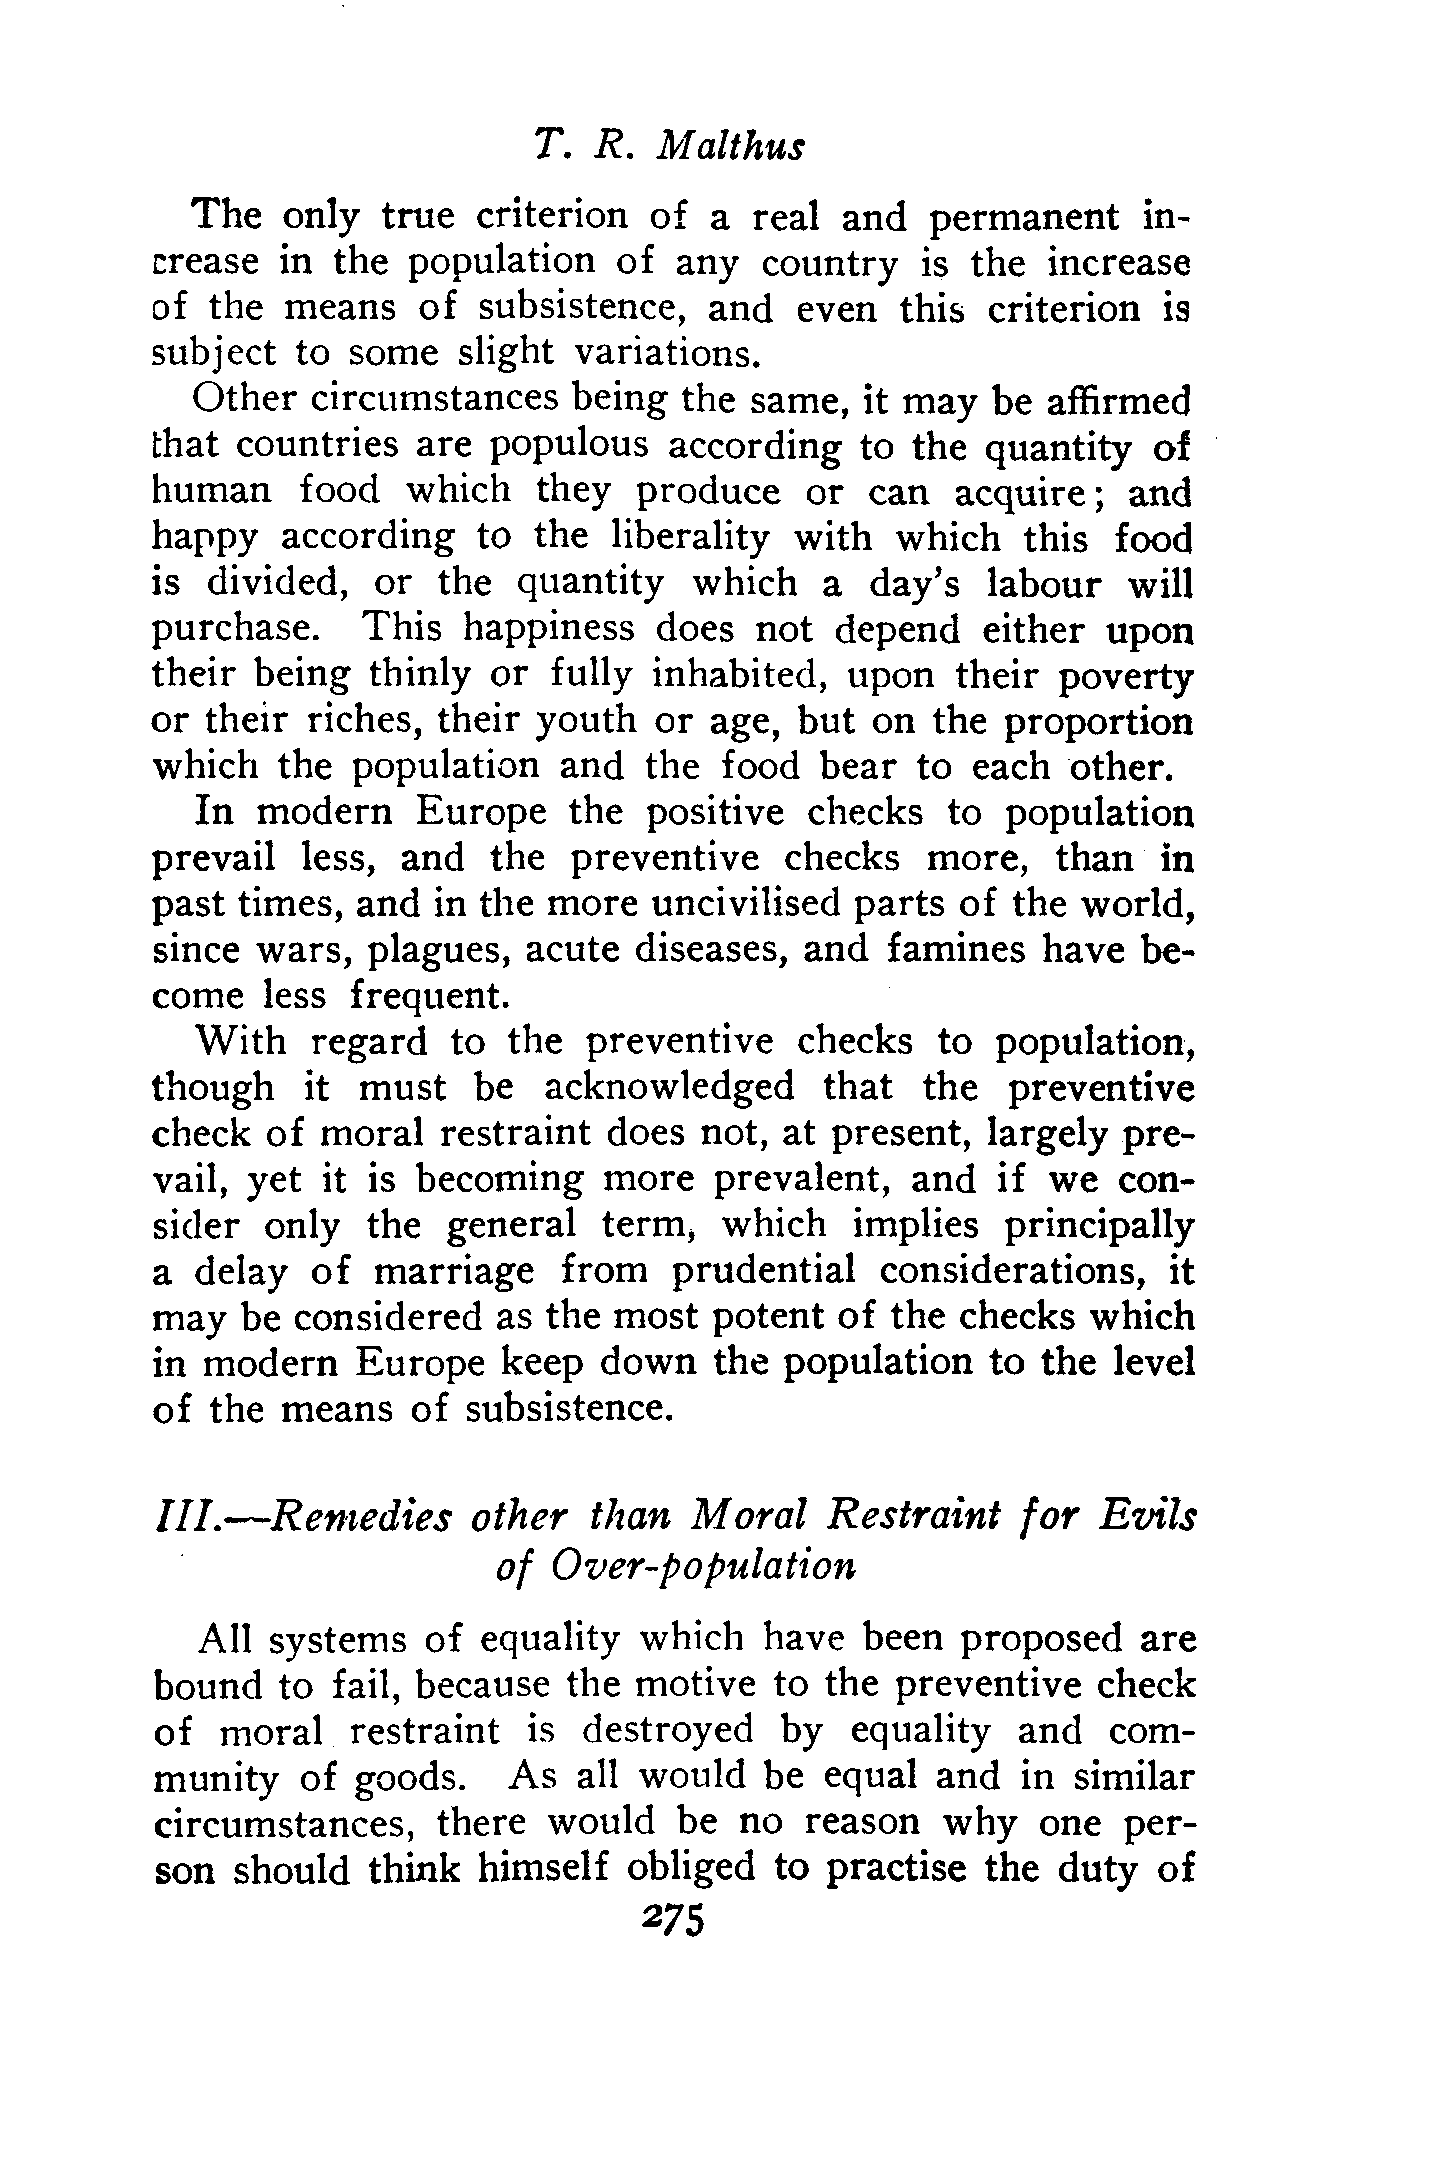 T. R. Malthus
The only true criterion of a real and permanent in-
crease in the population of any country is the increase
of the means of subsistence, and even this criterion is
subject to some slight variations.
Other circumstances being the same, it may be affirmed
that countries are populous according to the quantity of
human food which they produce or can acquire; and
happy according to the liberality with which this food
is divided, or the quantity which a day's labour will
purchase. This happiness does not depend either upon
their being thinly or fully inhabited, upon their poverty
or their riches, their youth or age, but on the proportion
which the population and the food bear to each other.
In modern Europe the positive checks to population
prevail less, and the preventive checks more, than in
past times, and in the more uncivilised parts of the world,
since wars, plagues, acute diseases, and famines have be-
come less frequent.
With regard to the preventive checks to population,
though it must be acknowledged that the preventive
check of moral restraint does not, at present, largely pre-
vail, yet it is becoming more prevalent, and if we con-
sider only the general term, which implies principally
a delay of marriage from prudential considerations, it
may be considered as the most potent of the checks which
in modern Europe keep down the population to the level
of the means of subsistence.
III.—Remedies other than Moral Restraint for Evils
of Over-population
All systems of equality which have been proposed are
bound to fail, because the motive to the preventive check
of moral restraint is destroyed by equality and com-
munity of goods. As all would be equal and in similar
circumstances, there would be no reason why one per-
son should think himself obliged to practise the duty of
275